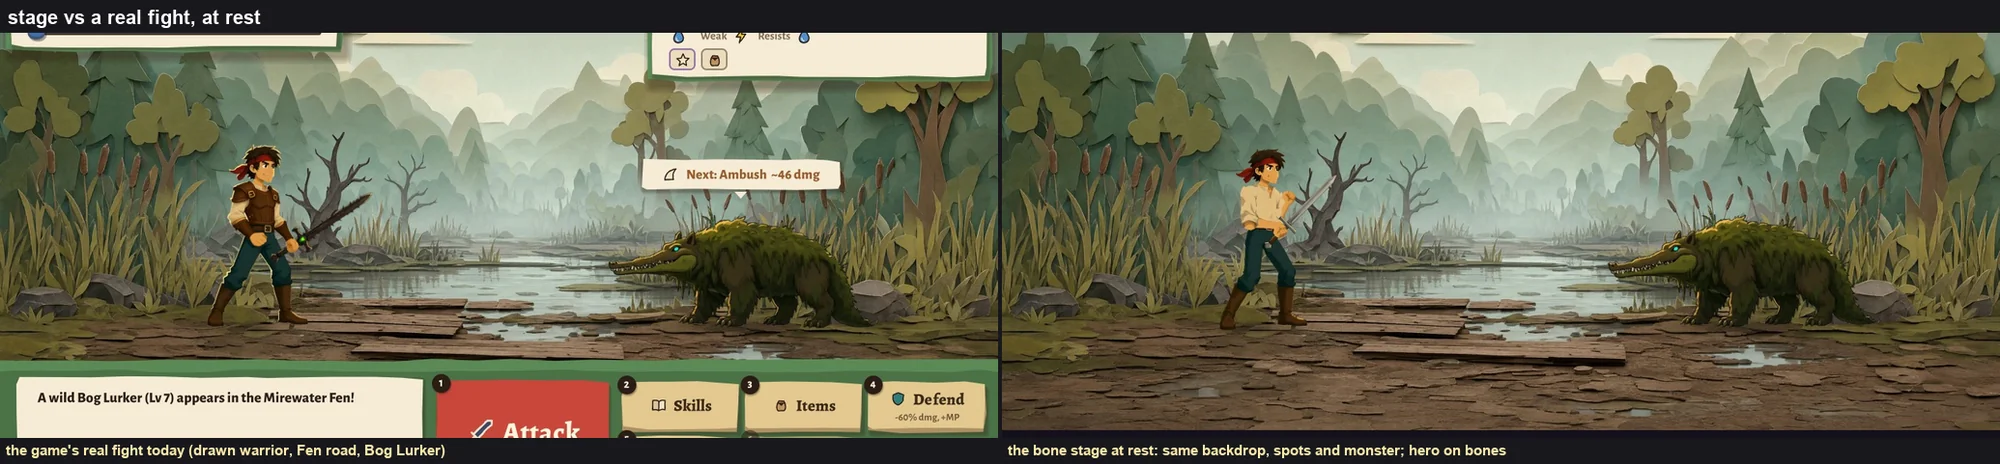 stage vs a real fight, at rest
Weak Resists
Next: Ambush ~46 dmg
A wild Bog Lurker (Lv 7) appears in the Mirewater Fen!
1
Attack
2
Skills
3
Items
4
Defend
-60% dmg, +MP
the game's real fight today (drawn warrior, Fen road, Bog Lurker)
the bone stage at rest: same backdrop, spots and monster; hero on bones